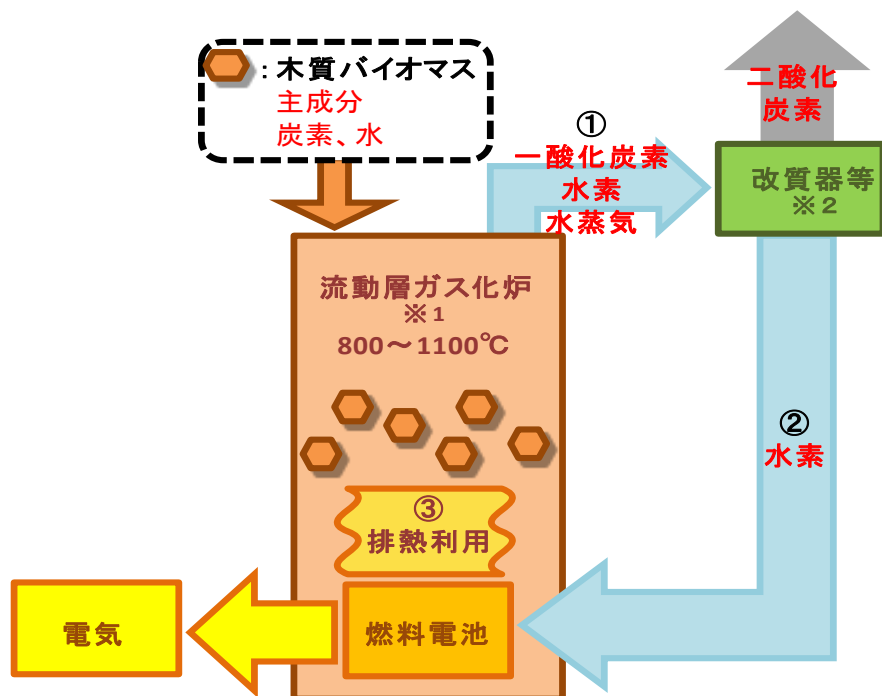 ：木質バイオマス
主成分
炭素、水
①
一酸化炭素
水素
水蒸気
二酸化
炭素
改質器等
※２
流動層ガス化炉
※1
800～1100℃
②
水素
③
排熱利用
燃料電池
電気